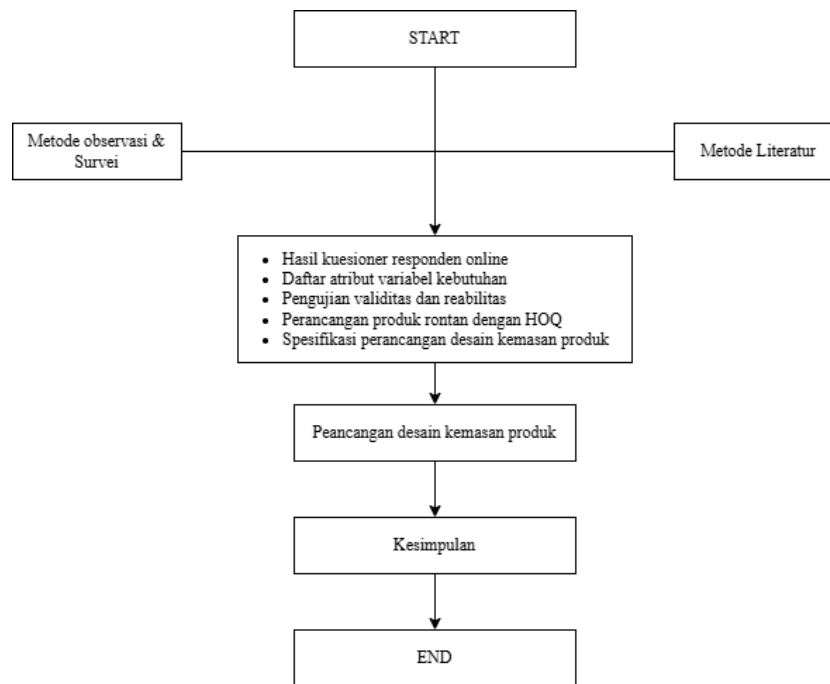 START
Metode observasi &
Survei
Metode Literatur
• Hasil kuesioner responden online
• Daftar atribut variabel kebutuhan
• Pengujian validitas dan reabilitas
• Perancangan produk rontan dengan HOQ
• Spesifikasi perancangan desain kemasan produk
Peancangan desain kemasan produk
Kesimpulan
END